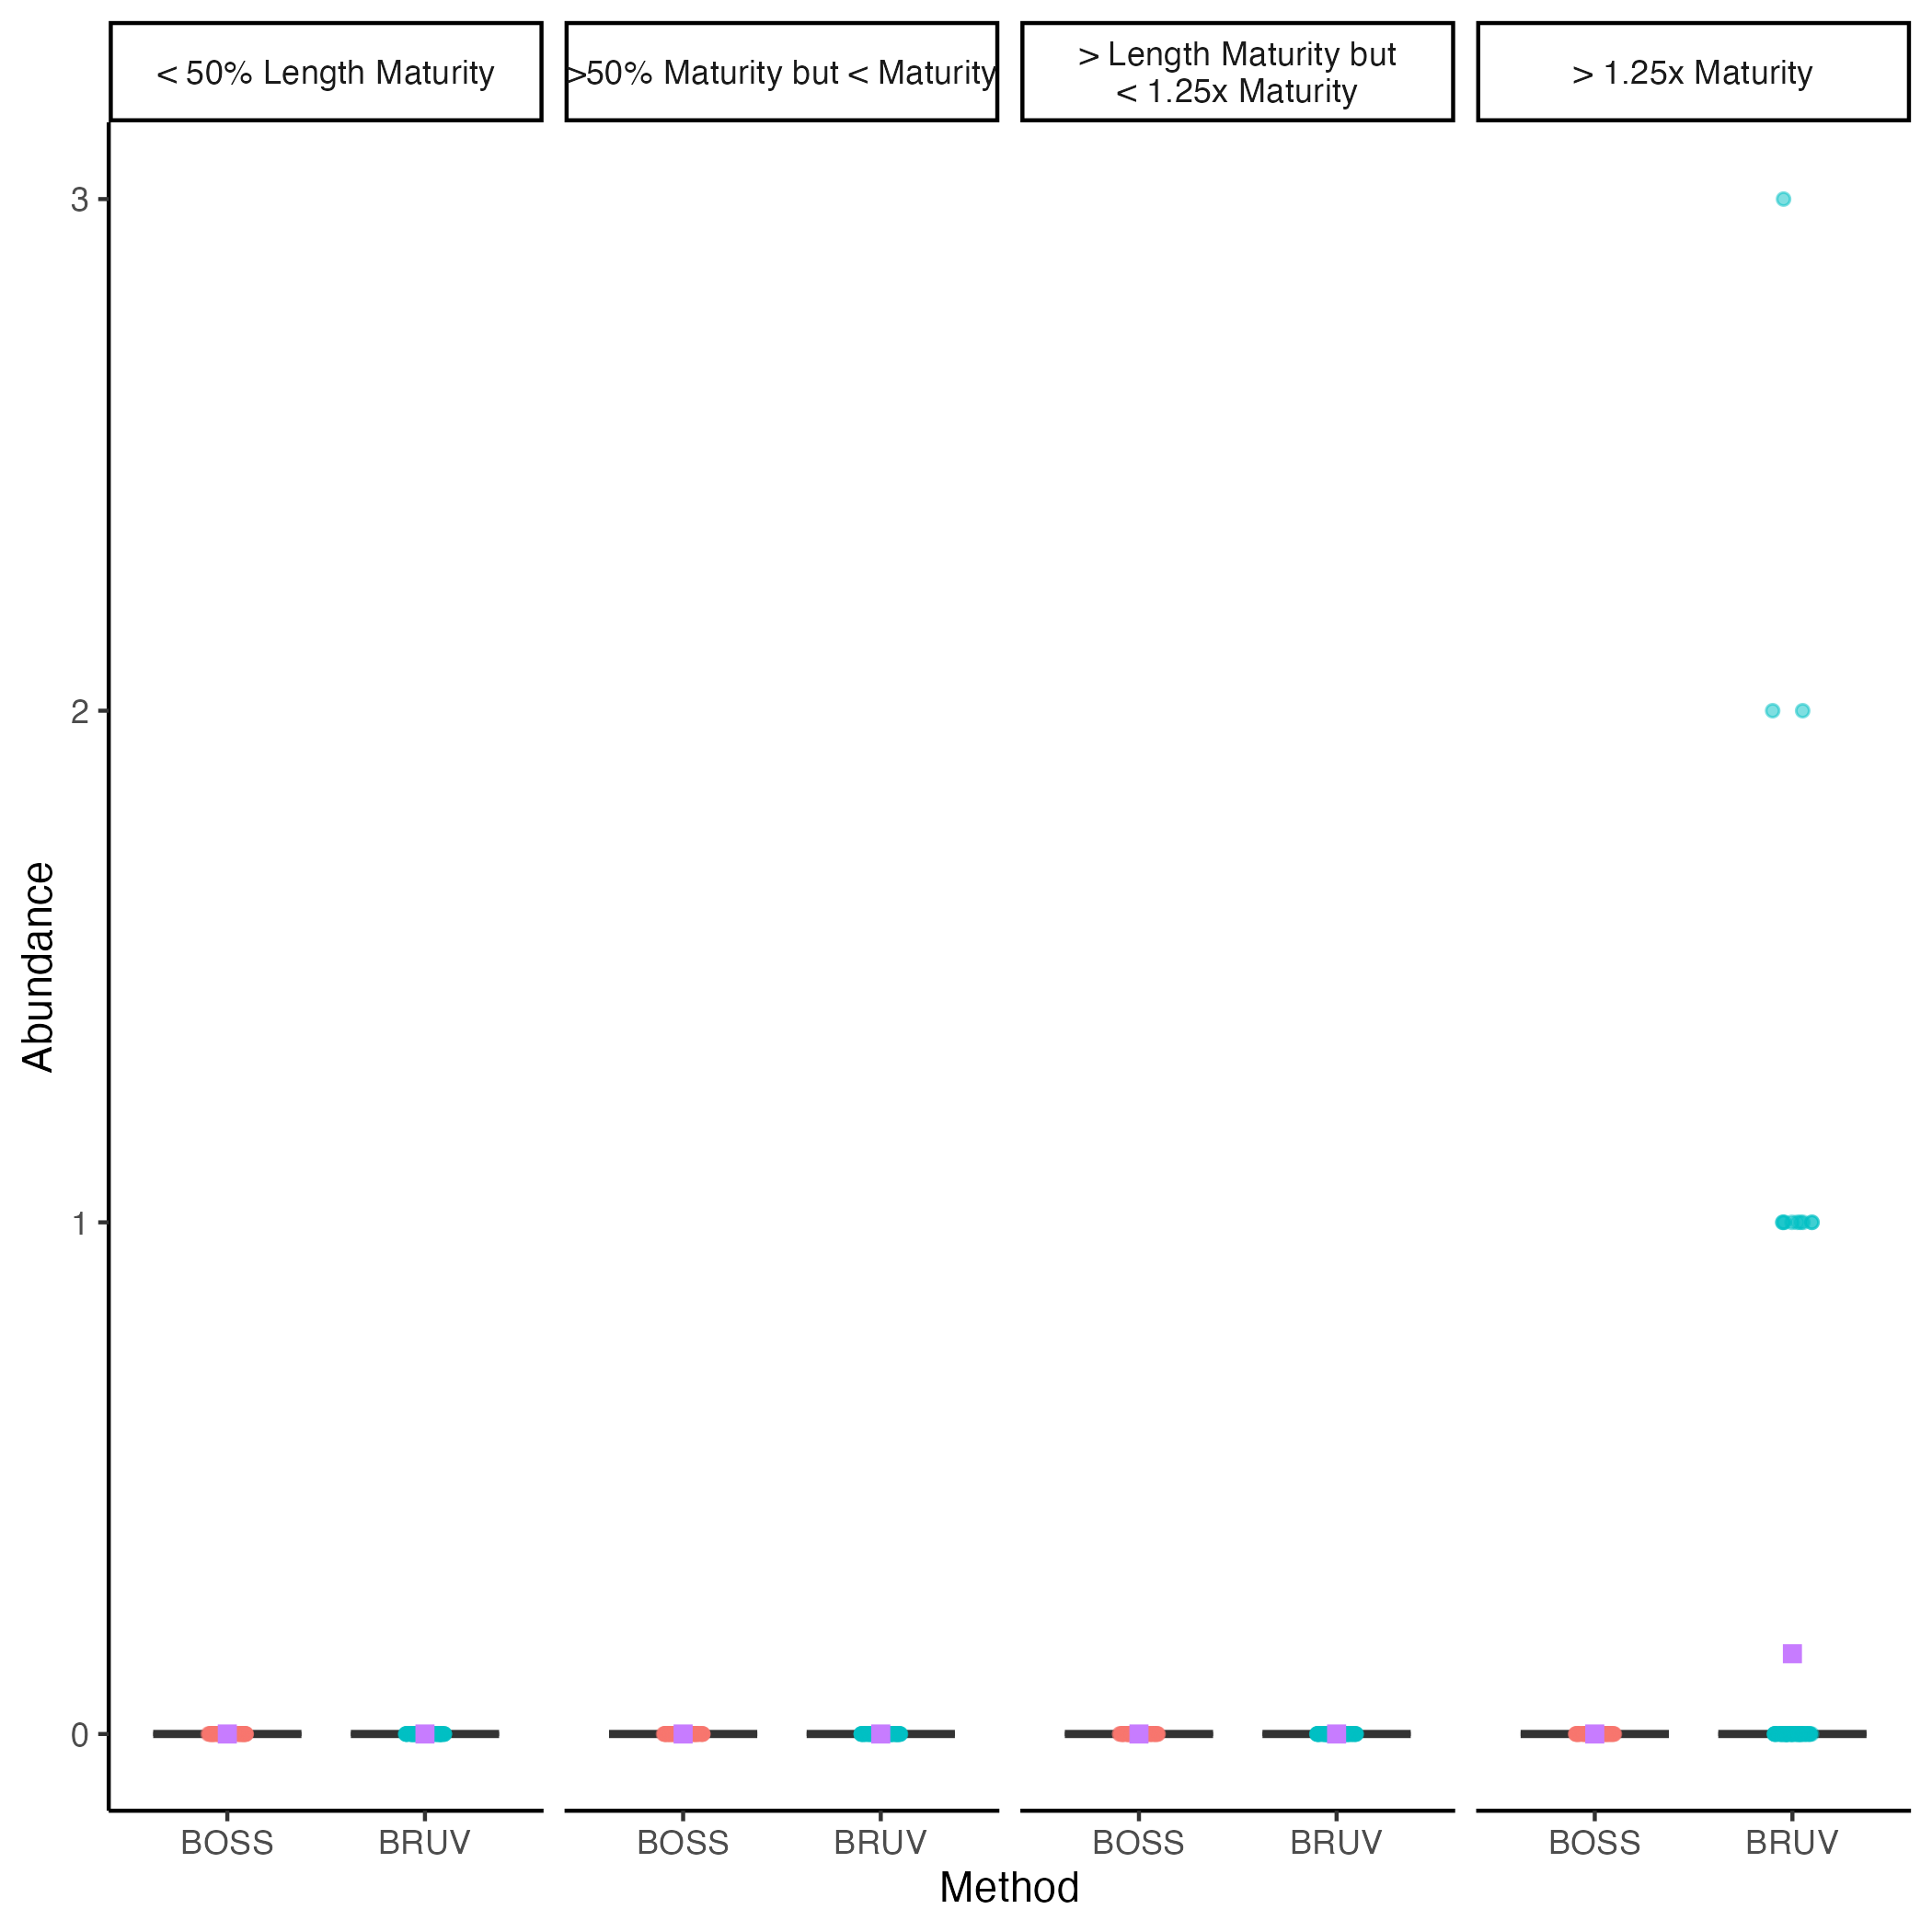 < 50% Length Maturity
>50% Maturity but < Maturity
> Length Maturity but
< 1.25x Maturity
> 1.25x Maturity
3
2
1
0
Abundance
BOSS
BRUV
BOSS
BRUV
BOSS
BRUV
BOSS
BRUV
Method